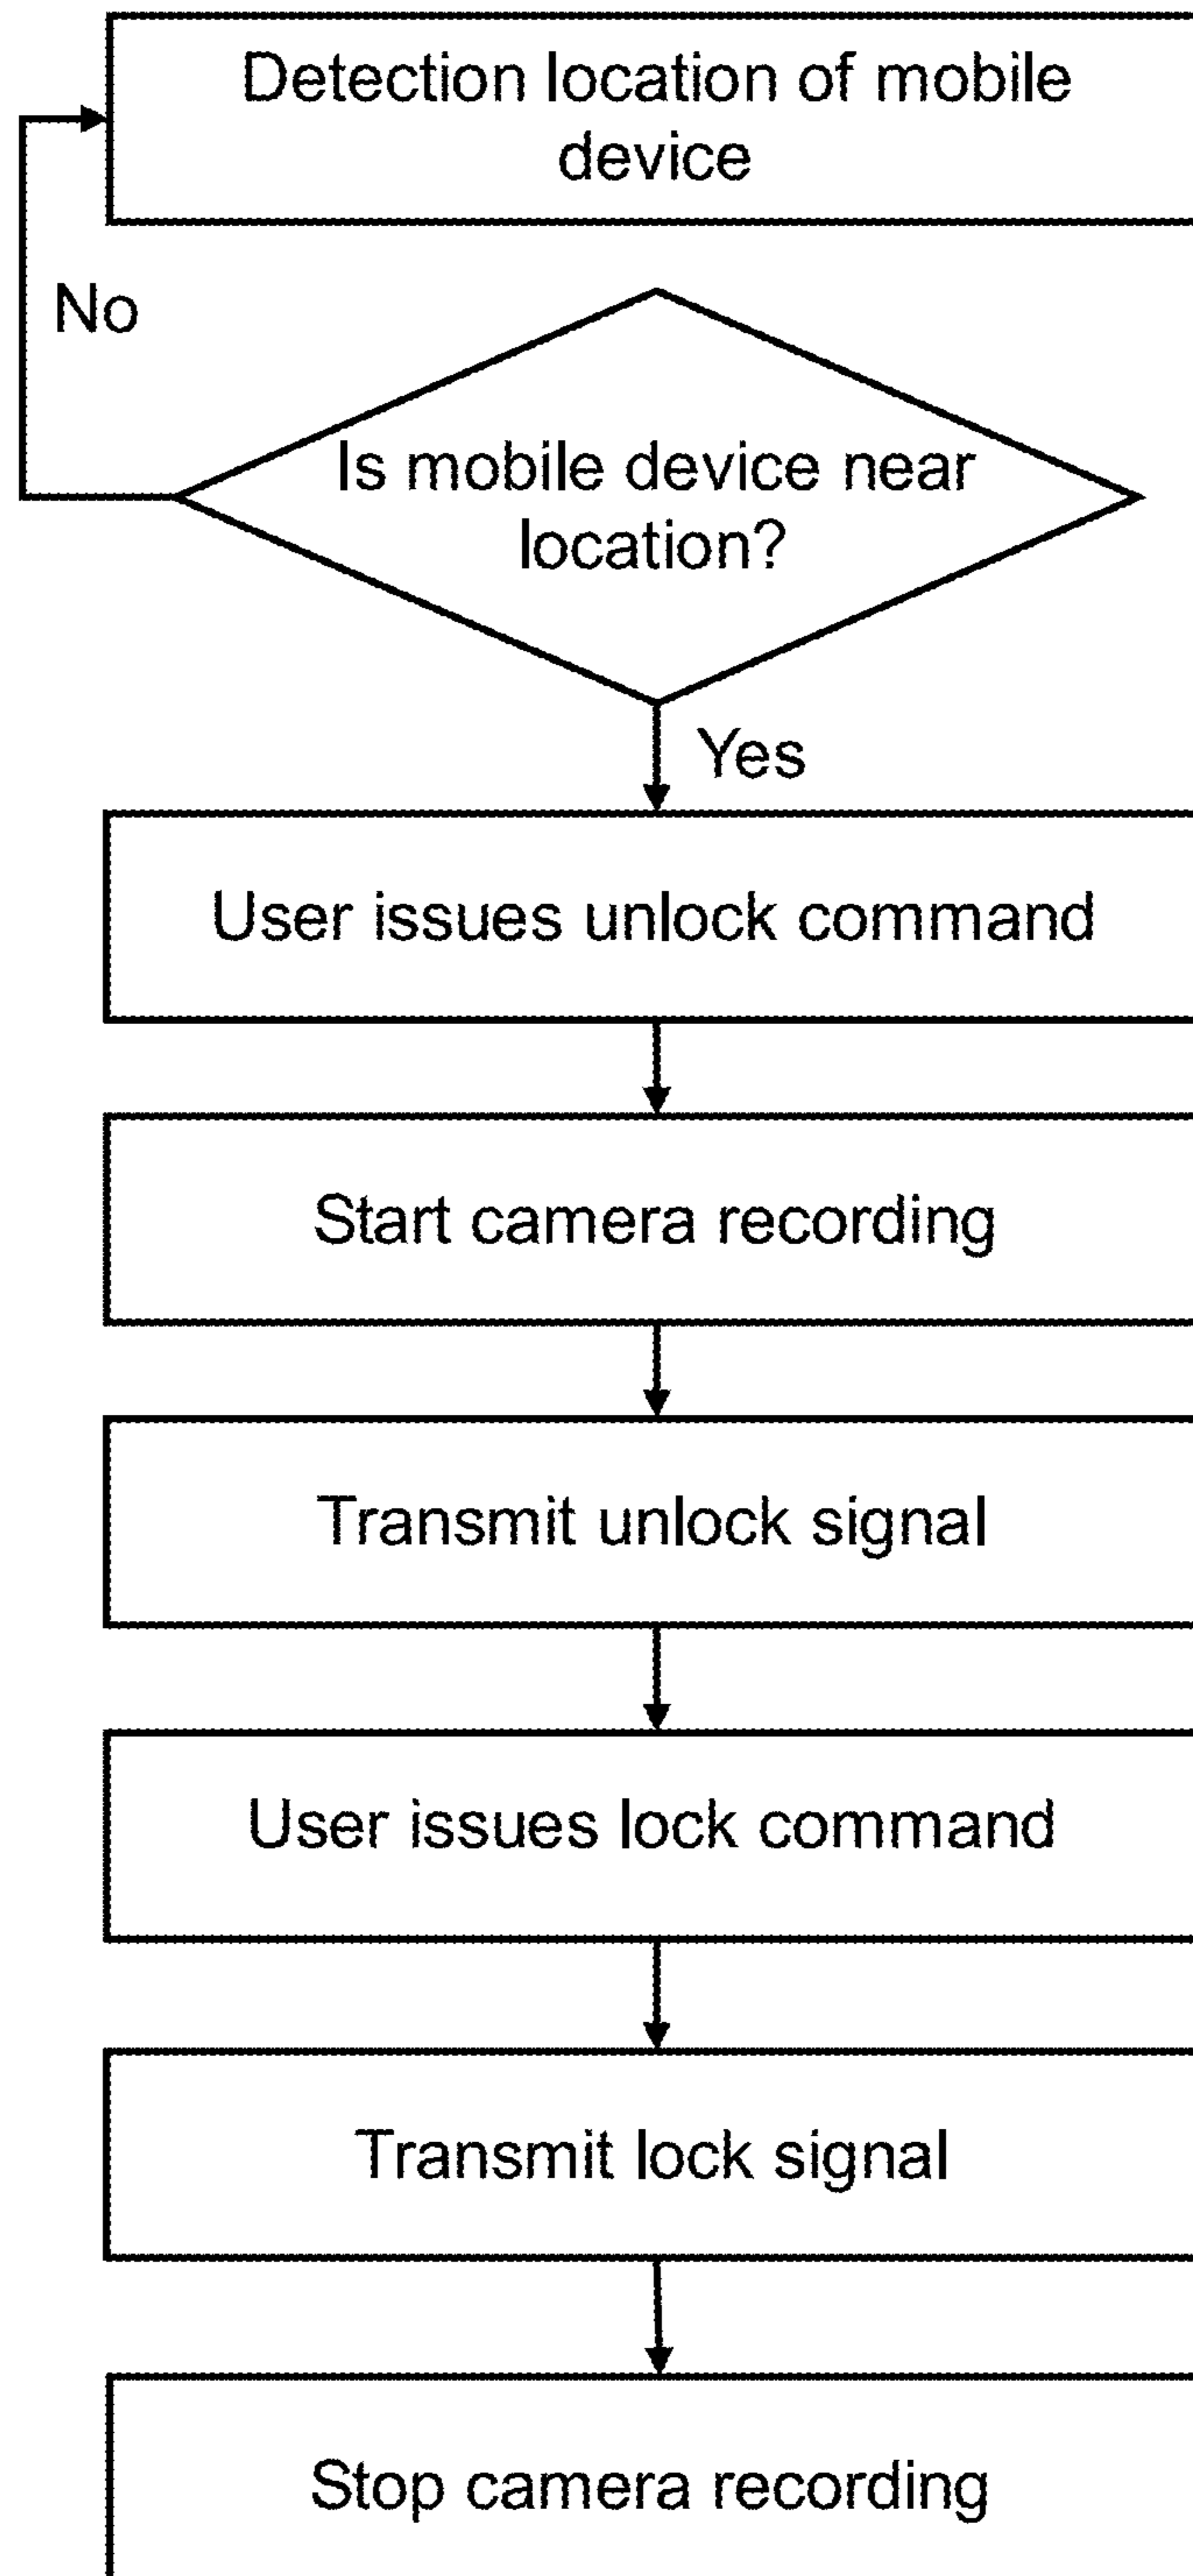 Detection location of mobile
device
No
Is mobile device near
location?
Yes
User issues unlock command
Start camera recording
Transmit unlock signal
User issues lock command
Transmit lock signal
Stop camera recording